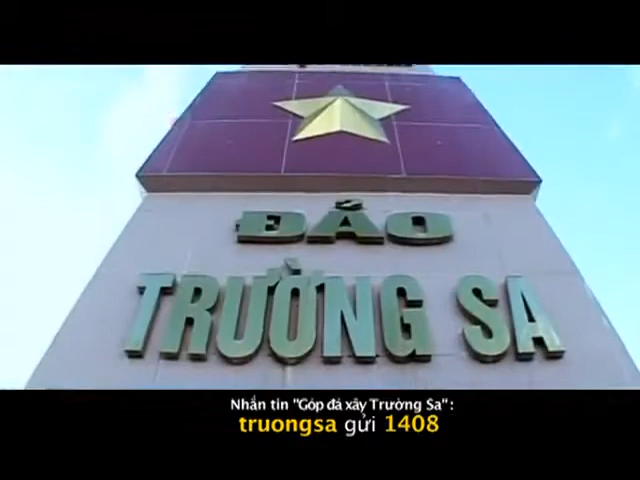 ĐẢO
TRƯỜNG SA
Nhắn tin "Góp đá xây Trường Sa":
truongsa gửi 1408